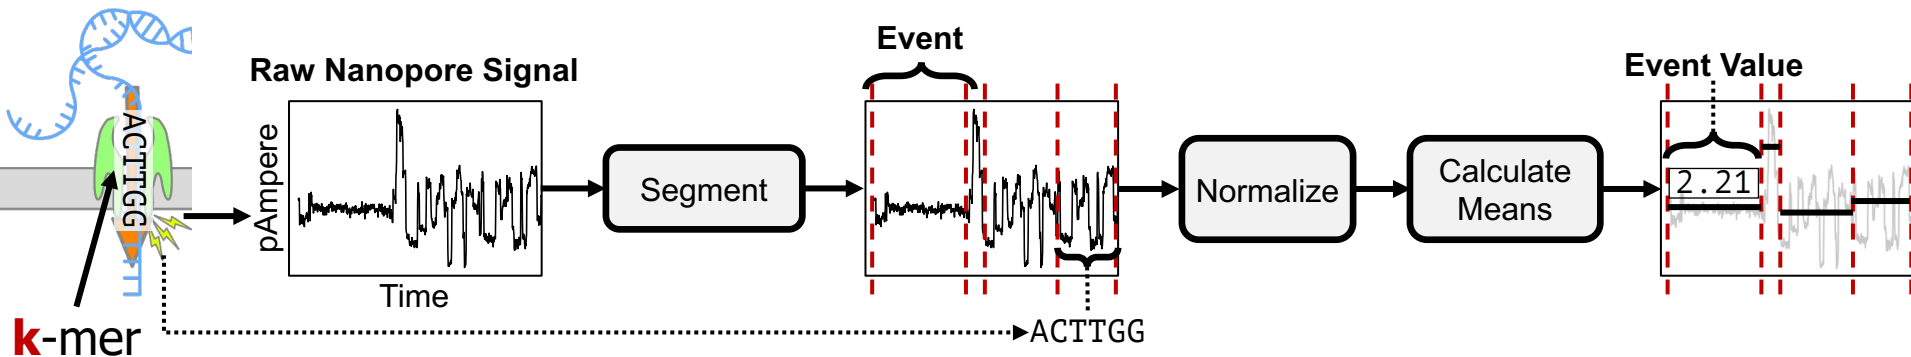 ACTTGG
k-mer
Raw Nanopore Signal
pAmpere
Time
Segment
Event
ACTTGG
Normalize
Calculate
Means
Event Value
2.21